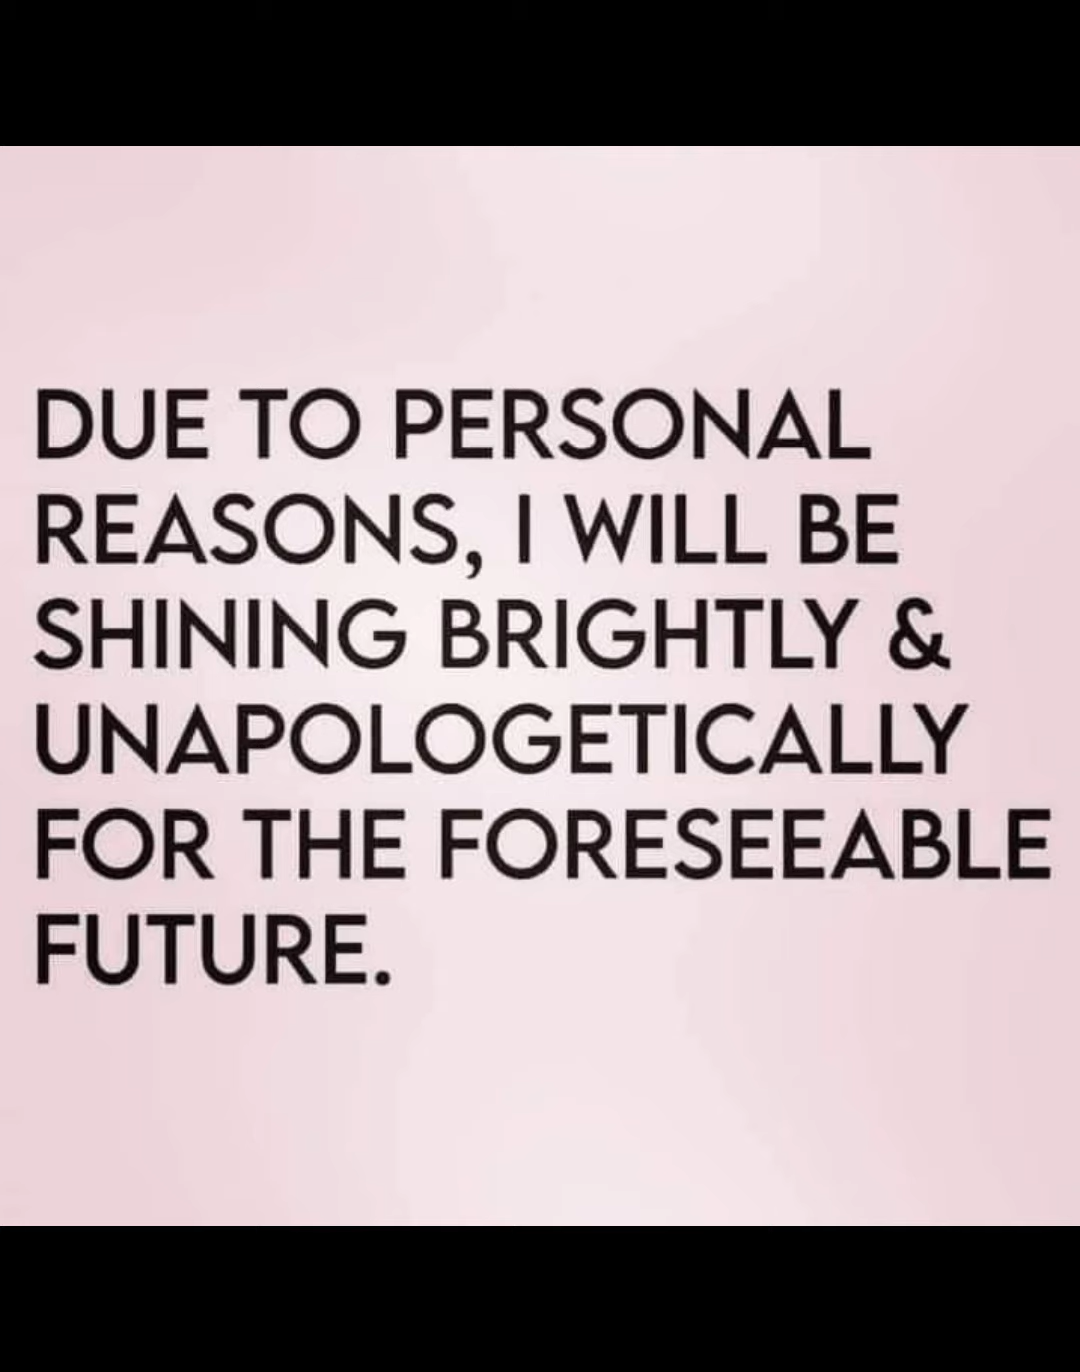 DUE TO PERSONAL
REASONS, I WILL BE
SHINING BRIGHTLY &
UNAPOLOGETICALLY
FOR THE FORESEEABLE
FUTURE.